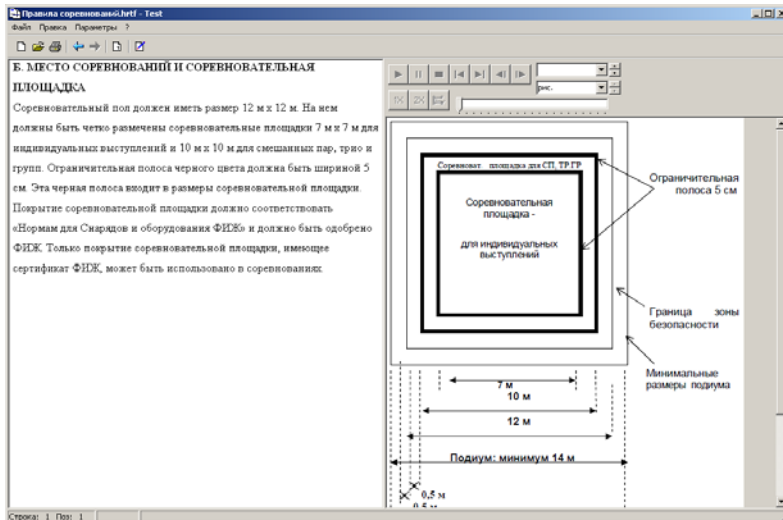 Правила соревнований.hrtf - Test
Файл Правка Параметры ?
Б. МЕСТО СОРЕВНОВАНИЙ И СОРЕВНОВАТЕЛЬНАЯ
ПЛОЩАДКА
Соревновательный пол должен иметь размер 12 м х 12 м. На нем
должны быть четко размечены соревновательные площадки 7 м х 7 м для
индивидуальных выступлений и 10 м х 10 м для смешанных пар, трио и
групп. Ограничительная полоса черного цвета должна быть шириной 5
см. Эта черная полоса входит в размеры соревновательной площадки.
Покрытие соревновательной площадки должно соответствовать
«Нормам для Снарядов и оборудования ФИЖ» и должно быть одобрено
ФИЖ. Только покрытие соревновательной площадки, имеющее
сертификат ФИЖ, может быть использовано в соревнованиях.
1X 2X
рис.
Соревноват. площадка для СП, ТР.ГР
Соревновательная
площадка -
для индивидуальных
выступлений
Ограничительная
полоса 5 см
Граница зоны
безопасности
Минимальные
размеры подиума
7 м
10 м
12 м
Подиум: минимум 14 м
0,5 м
0,5 м
Строка: 1 Поз: 1